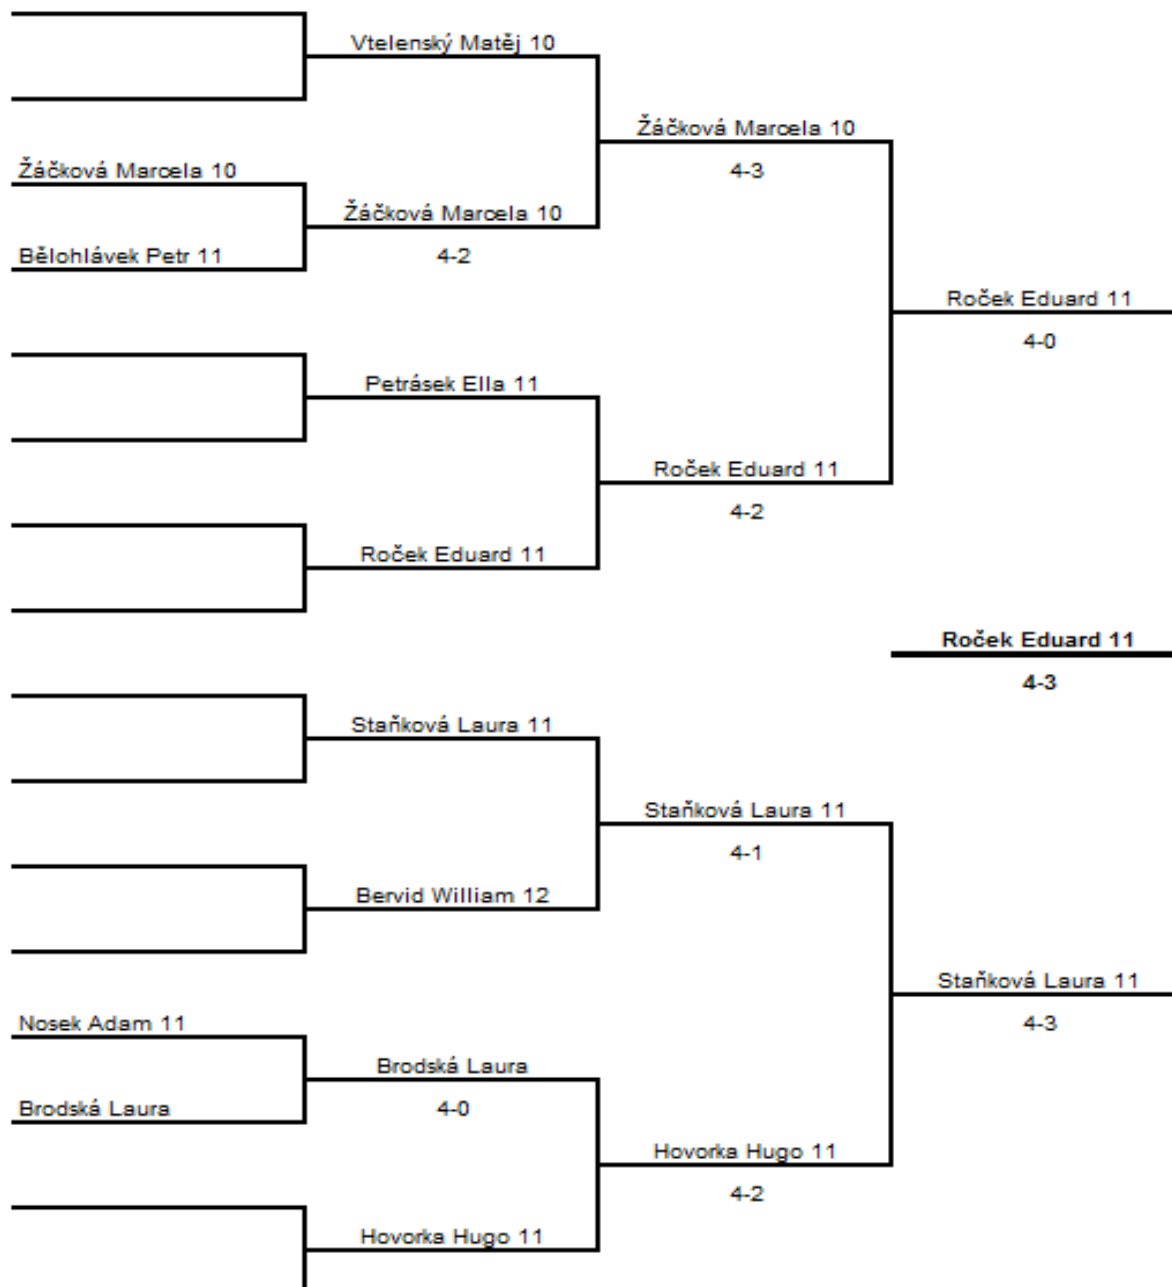 Vtelenský Matěj 10
Žáčková Marcela 10
4-3
Žáčková Marcela 10
Žáčková Marcela 10
4-2
Bělohlávek Petr 11
Roček Eduard 11
4-0
Petrásek Ella 11
Roček Eduard 11
4-2
Roček Eduard 11
Roček Eduard 11
4-3
Staňková Laura 11
Staňková Laura 11
4-1
Bervid William 12
Staňková Laura 11
4-3
Nosek Adam 11
Brodská Laura
4-0
Brodská Laura
Hovorka Hugo 11
4-2
Hovorka Hugo 11